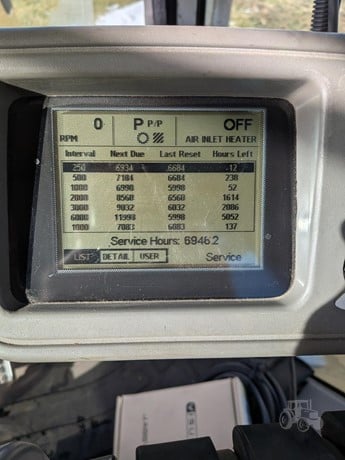 0 P P/P OFF
RPM AIR INLET HEATER
Interval Next Due Last Reset Hours Left
250 6934 6684 -12
500 7184 6684 238
1000 6998 5998 52
2000 8560 6560 1614
3000 9032 6032 2086
6000 11998 5998 5052
1000 7083 6083 137
Service Hours: 6946.2
LIST DETAIL USER Service